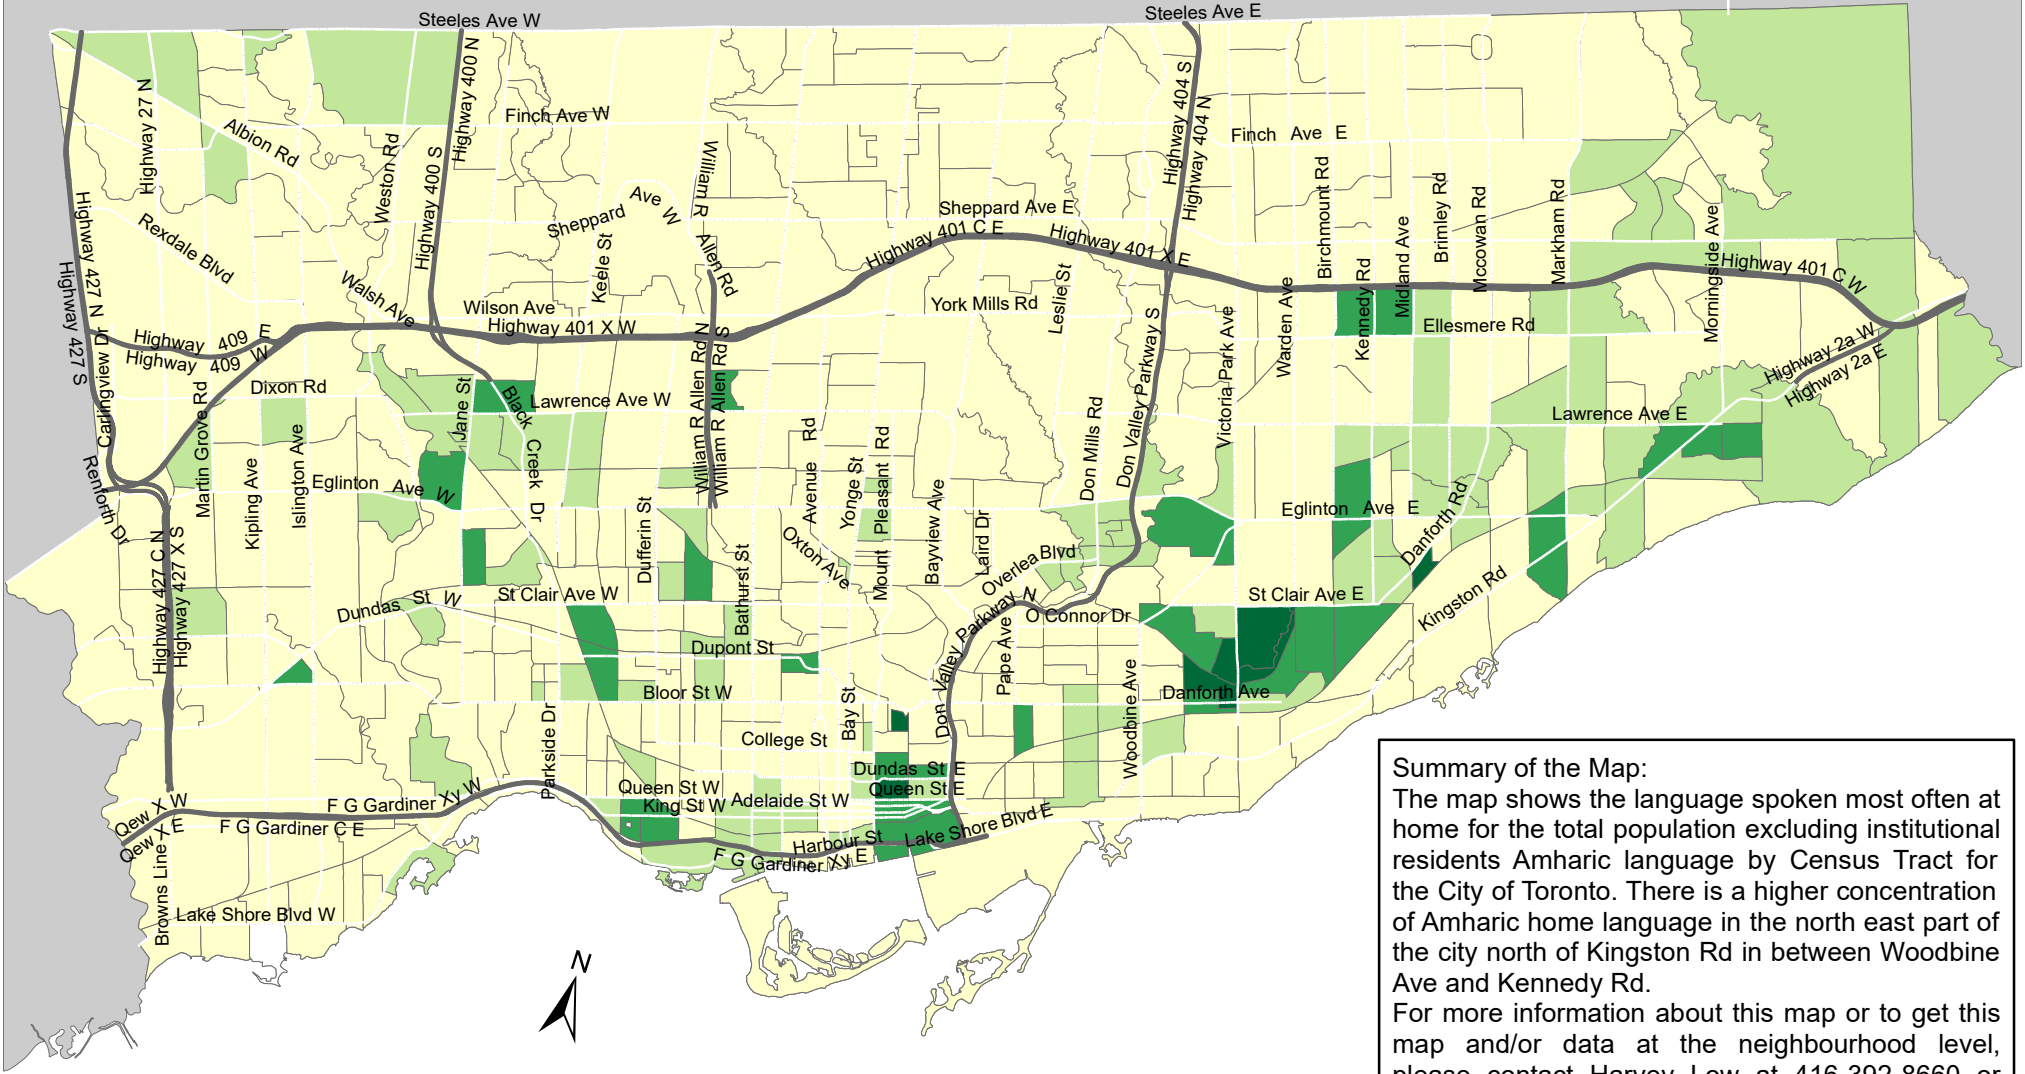 Steeles Ave W
Steeles Ave E
Highway 400 N
Highway 404 S
Highway 27 N
Finch Ave W
Highway 404 N
Finch Ave E
Albion Rd
Weston Rd
Highway 400 S
William R
Allen Rd
Sheppard Ave W
Sheppard Ave E
Birchmount Rd
Midland Ave
Brimley Rd
Mccowan Rd
Markham Rd
Morningside Ave
Highway 427 N
Highway 427 S
Rexdale Blvd
Keele St
Highway 401 C E
Highway 401 X E
Highway 401 C W
Walsh Ave
Wilson Ave
York Mills Rd
Leslie St
Kennedy Rd
Highway 401 X W
Ellesmere Rd
Highway 409 E
Highway 409 W
Carlingview Dr
Warden Ave
Victoria Park Ave
Don Valley Parkway S
Highway 2a W
Highway 2a E
Dixon Rd
Martin Grove Rd
Jane St
Black Creek Dr
Lawrence Ave W
William R Allen Rd N
William R Allen Rd S
Lawrence Ave E
Don Mills Rd
Avenue Rd
Yonge St
Mount Pleasant Rd
Renforth Dr
Kipling Ave
Islington Ave
Eglinton Ave W
Eglinton Ave E
Bayview Ave
Laird Dr
Dufferin St
Bathurst St
Oxton Ave
Overlea Blvd
Danforth Rd
Highway 427 C N
Highway 427 X S
Dundas St W
St Clair Ave W
St Clair Ave E
Kingston Rd
O Connor Dr
Don Valley Parkway N
Pape Ave
Dupont St
Woodbine Ave
Bloor St W
Danforth Ave
Parkside Dr
Bay St
College St
Dundas St E
Queen St W
Queen St E
King St W
Adelaide St W
Qew X W
Qew X E
F G Gardiner Xy W
F G Gardiner C E
Harbour St
Lake Shore Blvd E
F G Gardiner Xy E
Browns Line
Lake Shore Blvd W
N
Summary of the Map:
The map shows the language spoken most often at
home for the total population excluding institutional
residents Amharic language by Census Tract for
the City of Toronto. There is a higher concentration
of Amharic home language in the north east part of
the city north of Kingston Rd in between Woodbine
Ave and Kennedy Rd.
For more information about this map or to get this
map and/or data at the neighbourhood level,
please contact Harvey Low at 416-392-8660 or